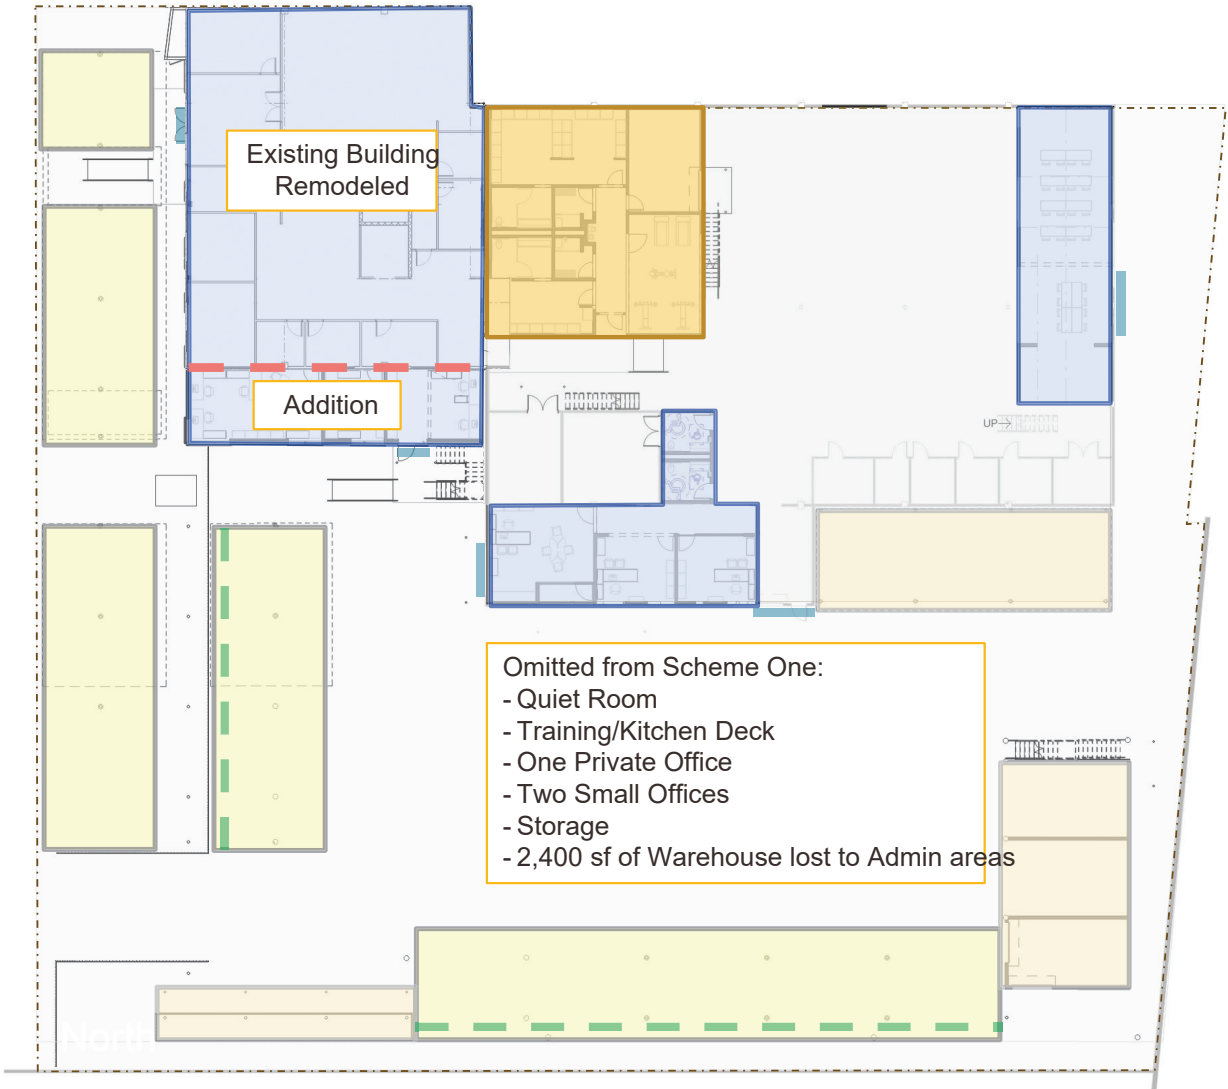 Existing Building
Remodeled
Addition
UP
Omitted from Scheme One:
- Quiet Room
- Training/Kitchen Deck
- One Private Office
- Two Small Offices
- Storage
- 2,400 sf of Warehouse lost to Admin areas
North